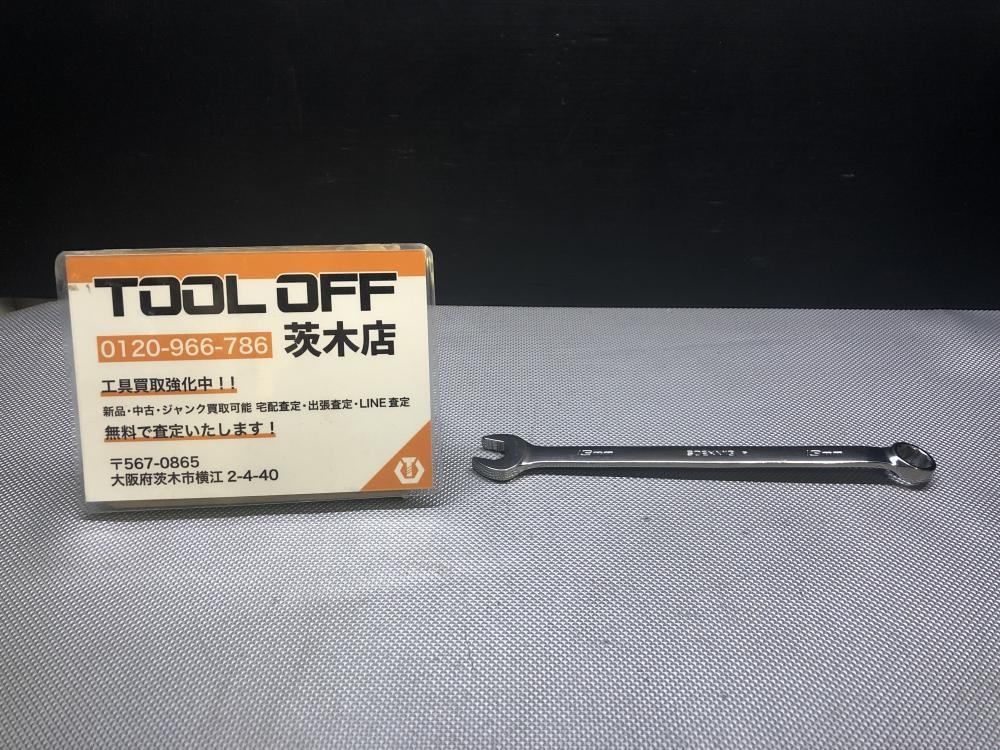 TOOL OFF
0120-966-786 茨木店
工具買取強化中！！
新品・中古・ジャンク買取可能 宅配査定・出張査定・LINE査定
無料で査定いたします！
〒567-0865
大阪府茨木市横江 2-4-40